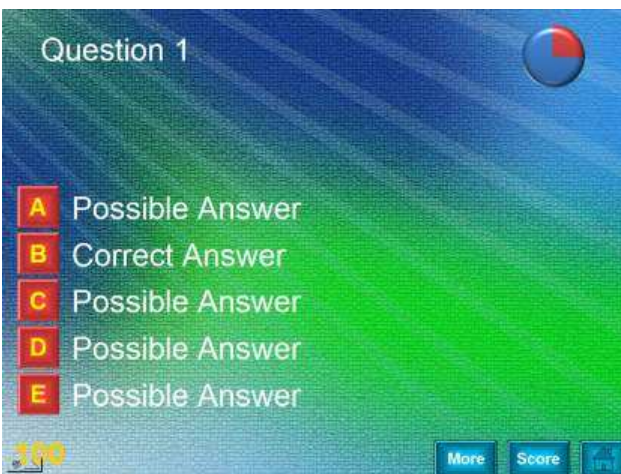 Question 1
A Possible Answer
B Correct Answer
C Possible Answer
D Possible Answer
E Possible Answer
100
More Score